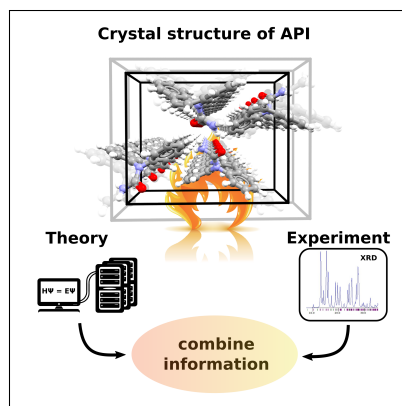 Crystal structure of API
Theory
Experiment
HΨ = EΨ
XRD
combine
information